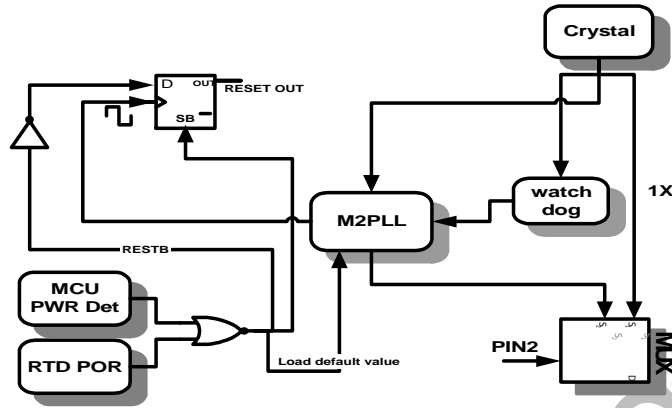 Crystal
D
OUT
RESET OUT
SB
1X
watch
dog
M2PLL
RESTB
MCU
PWR Det
RTD POR
Load default value
PIN2
MUX
D